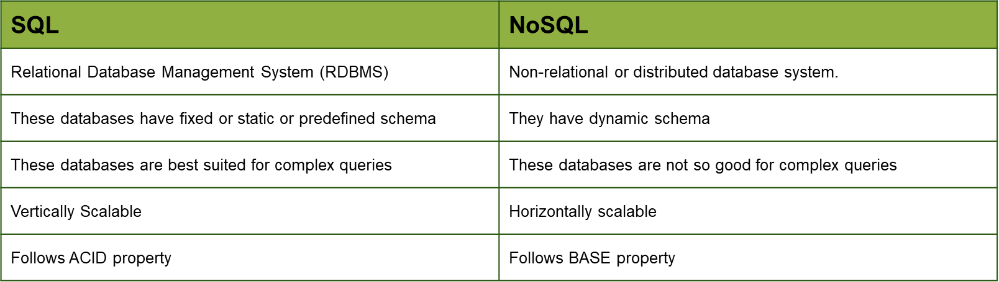 SQL
NoSQL
Relational Database Management System (RDBMS)
Non-relational or distributed database system.
These databases have fixed or static or predefined schema
They have dynamic schema
These databases are best suited for complex queries
These databases are not so good for complex queries
Vertically Scalable
Horizontally scalable
Follows ACID property
Follows BASE property